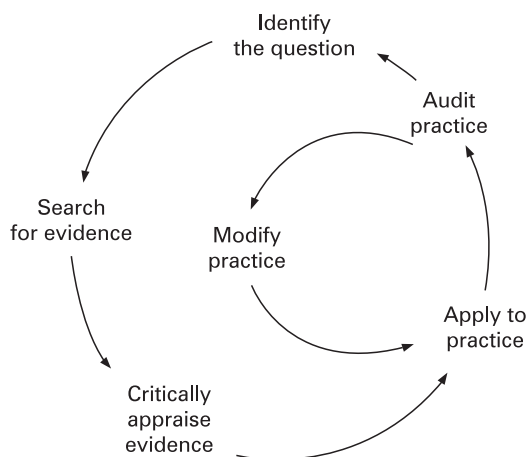 Identify
the question
Audit
practice
Search
for evidence
Modify
practice
Apply to
practice
Critically
appraise
evidence